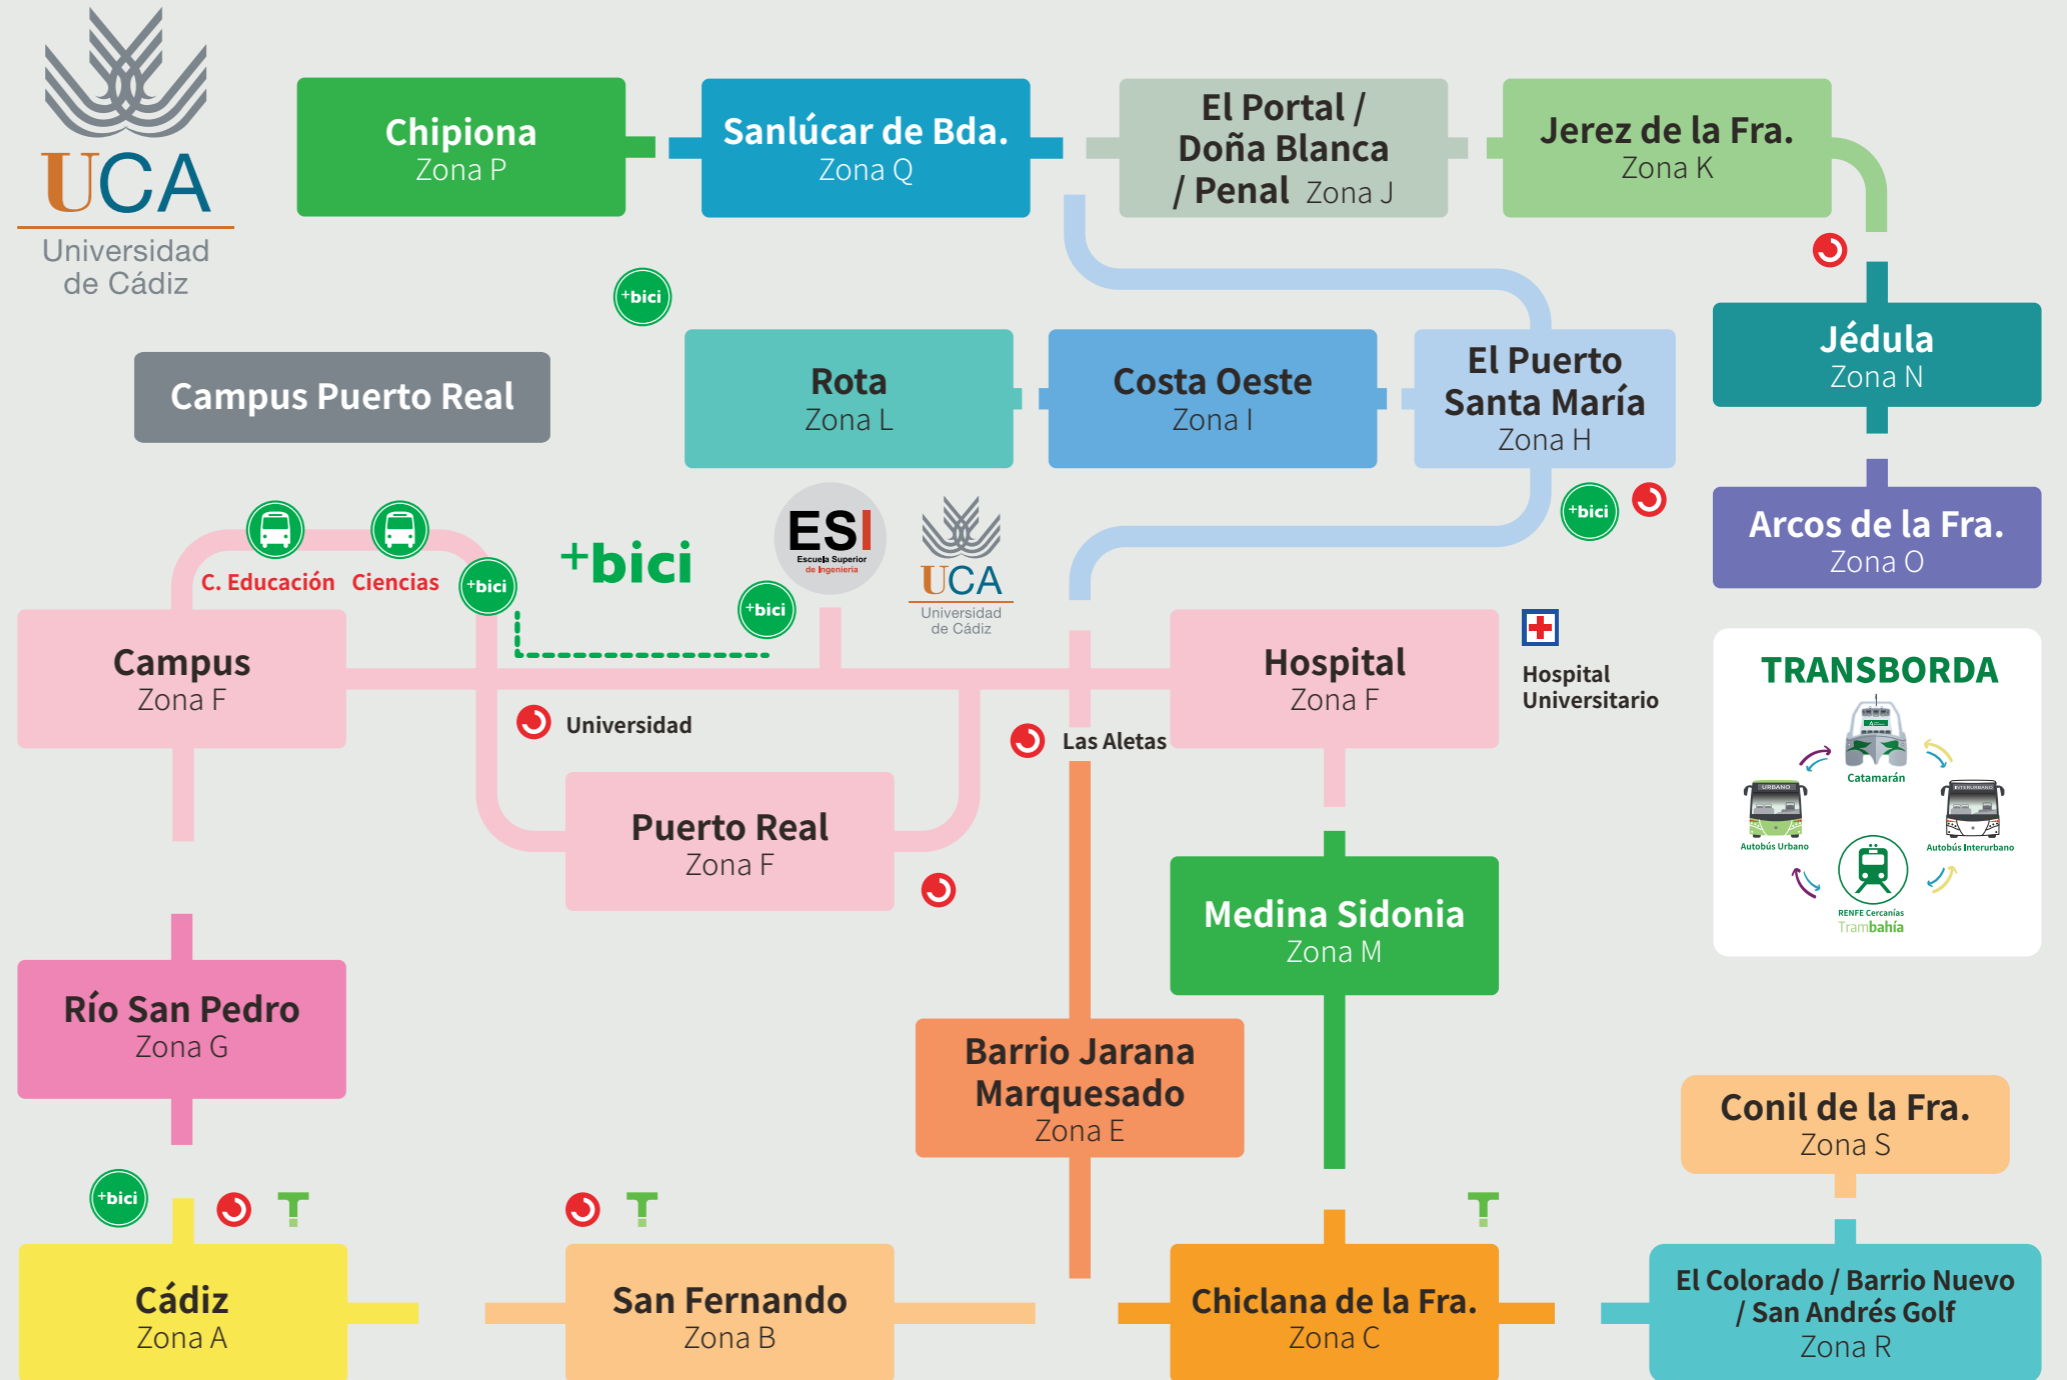 UCA
Universidad
de Cádiz
Chipiona
Zona P
Sanlúcar de Bda.
Zona Q
El Portal /
Doña Blanca
/ Penal Zona J
Jerez de la Fra.
Zona K
+bici
Campus Puerto Real
Rota
Zona L
Costa Oeste
Zona I
El Puerto
Santa María
Zona H
Jédula
Zona N
+bici
Arcos de la Fra.
Zona O
C. Educación
Ciencias
+bici
+bici
+bici
ESI
Escuela Superior
de Ingeniería
UCA
Universidad
de Cádiz
Campus
Zona F
Hospital
Zona F
Hospital
Universitario
Universidad
Las Aletas
Puerto Real
Zona F
TRANSBORDA
Catamarán
URBANO
Autobús Urbano
INTERURBANO
Autobús Interurbano
RENFE Cercanías
Trambahía
Medina Sidonia
Zona M
Río San Pedro
Zona G
Barrio Jarana
Marquesado
Zona E
Conil de la Fra.
Zona S
+bici
T
T
T
Cádiz
Zona A
San Fernando
Zona B
Chiclana de la Fra.
Zona C
El Colorado / Barrio Nuevo
/ San Andrés Golf
Zona R